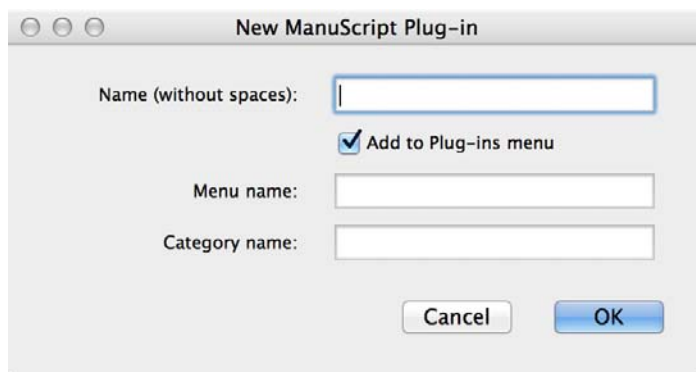 New ManuScript Plug-in
Name (without spaces):
Add to Plug-ins menu
Menu name:
Category name:
Cancel OK